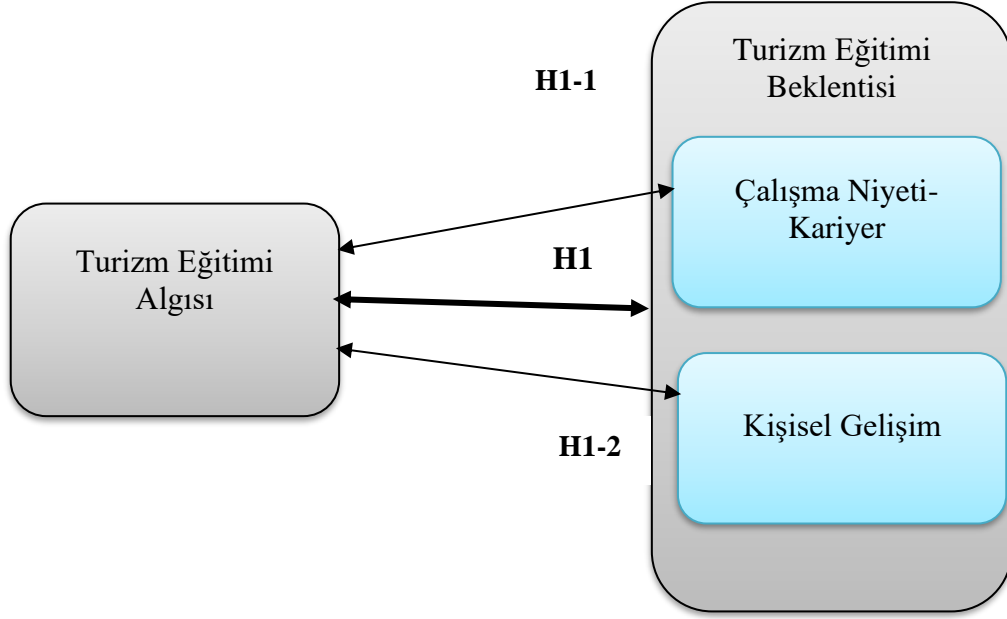 Turizm Eğitimi
Beklentisi
H1-1
Çalışma Niyeti-
Kariyer
Turizm Eğitimi
Algısı
H1
Kişisel Gelişim
H1-2